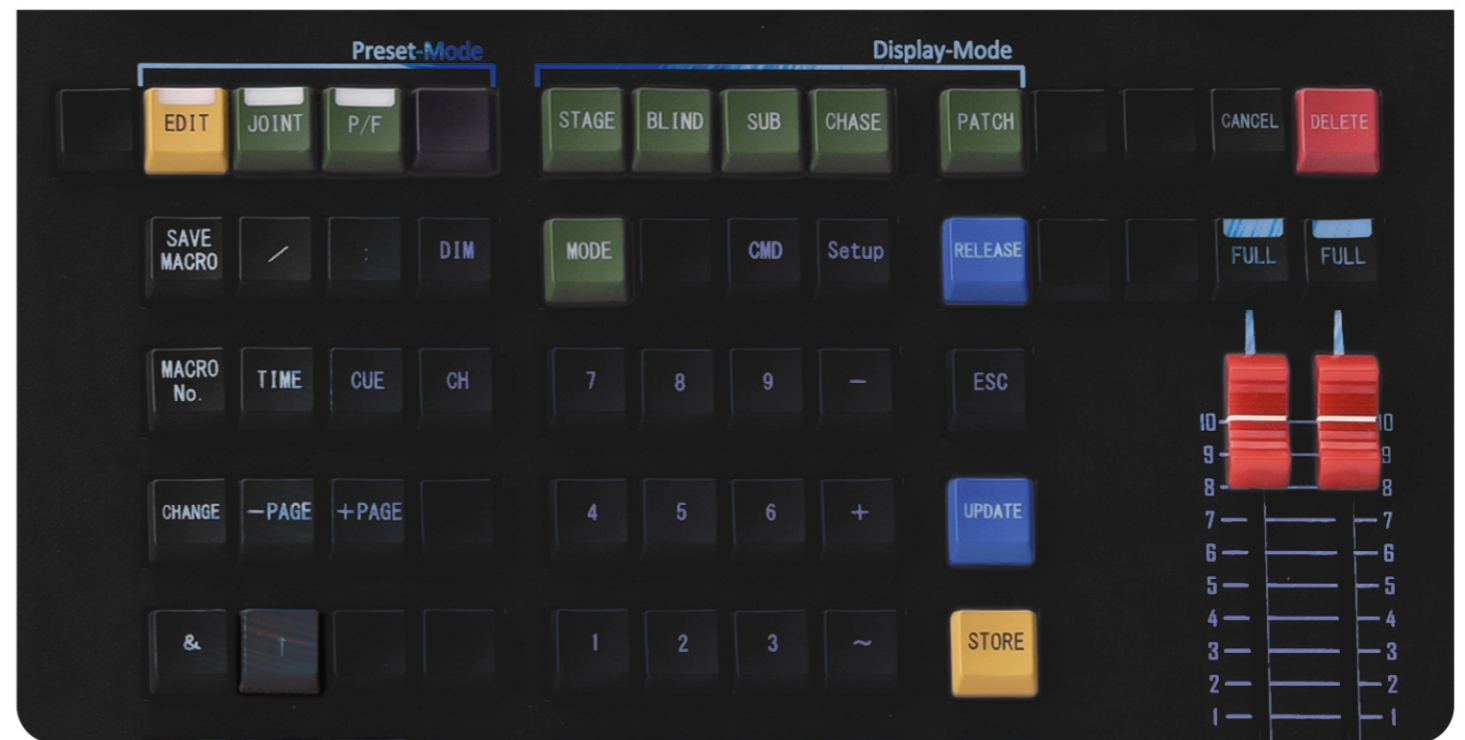 Preset-Mode
Display-Mode
EDIT
JOINT
P/F
STAGE
BLIND
SUB
CHASE
PATCH
CANCEL
DELETE
SAVE
MACRO
/
:
DIM
MODE
CMD
Setup
RELEASE
FULL
FULL
MACRO
No.
TIME
CUE
CH
7
8
9
−
ESC
10
10
9
9
8
8
CHANGE
−PAGE
+PAGE
4
5
6
+
UPDATE
7
7
6
6
5
5
&
↑
1
2
3
~
STORE
4
4
3
3
2
2
1
1